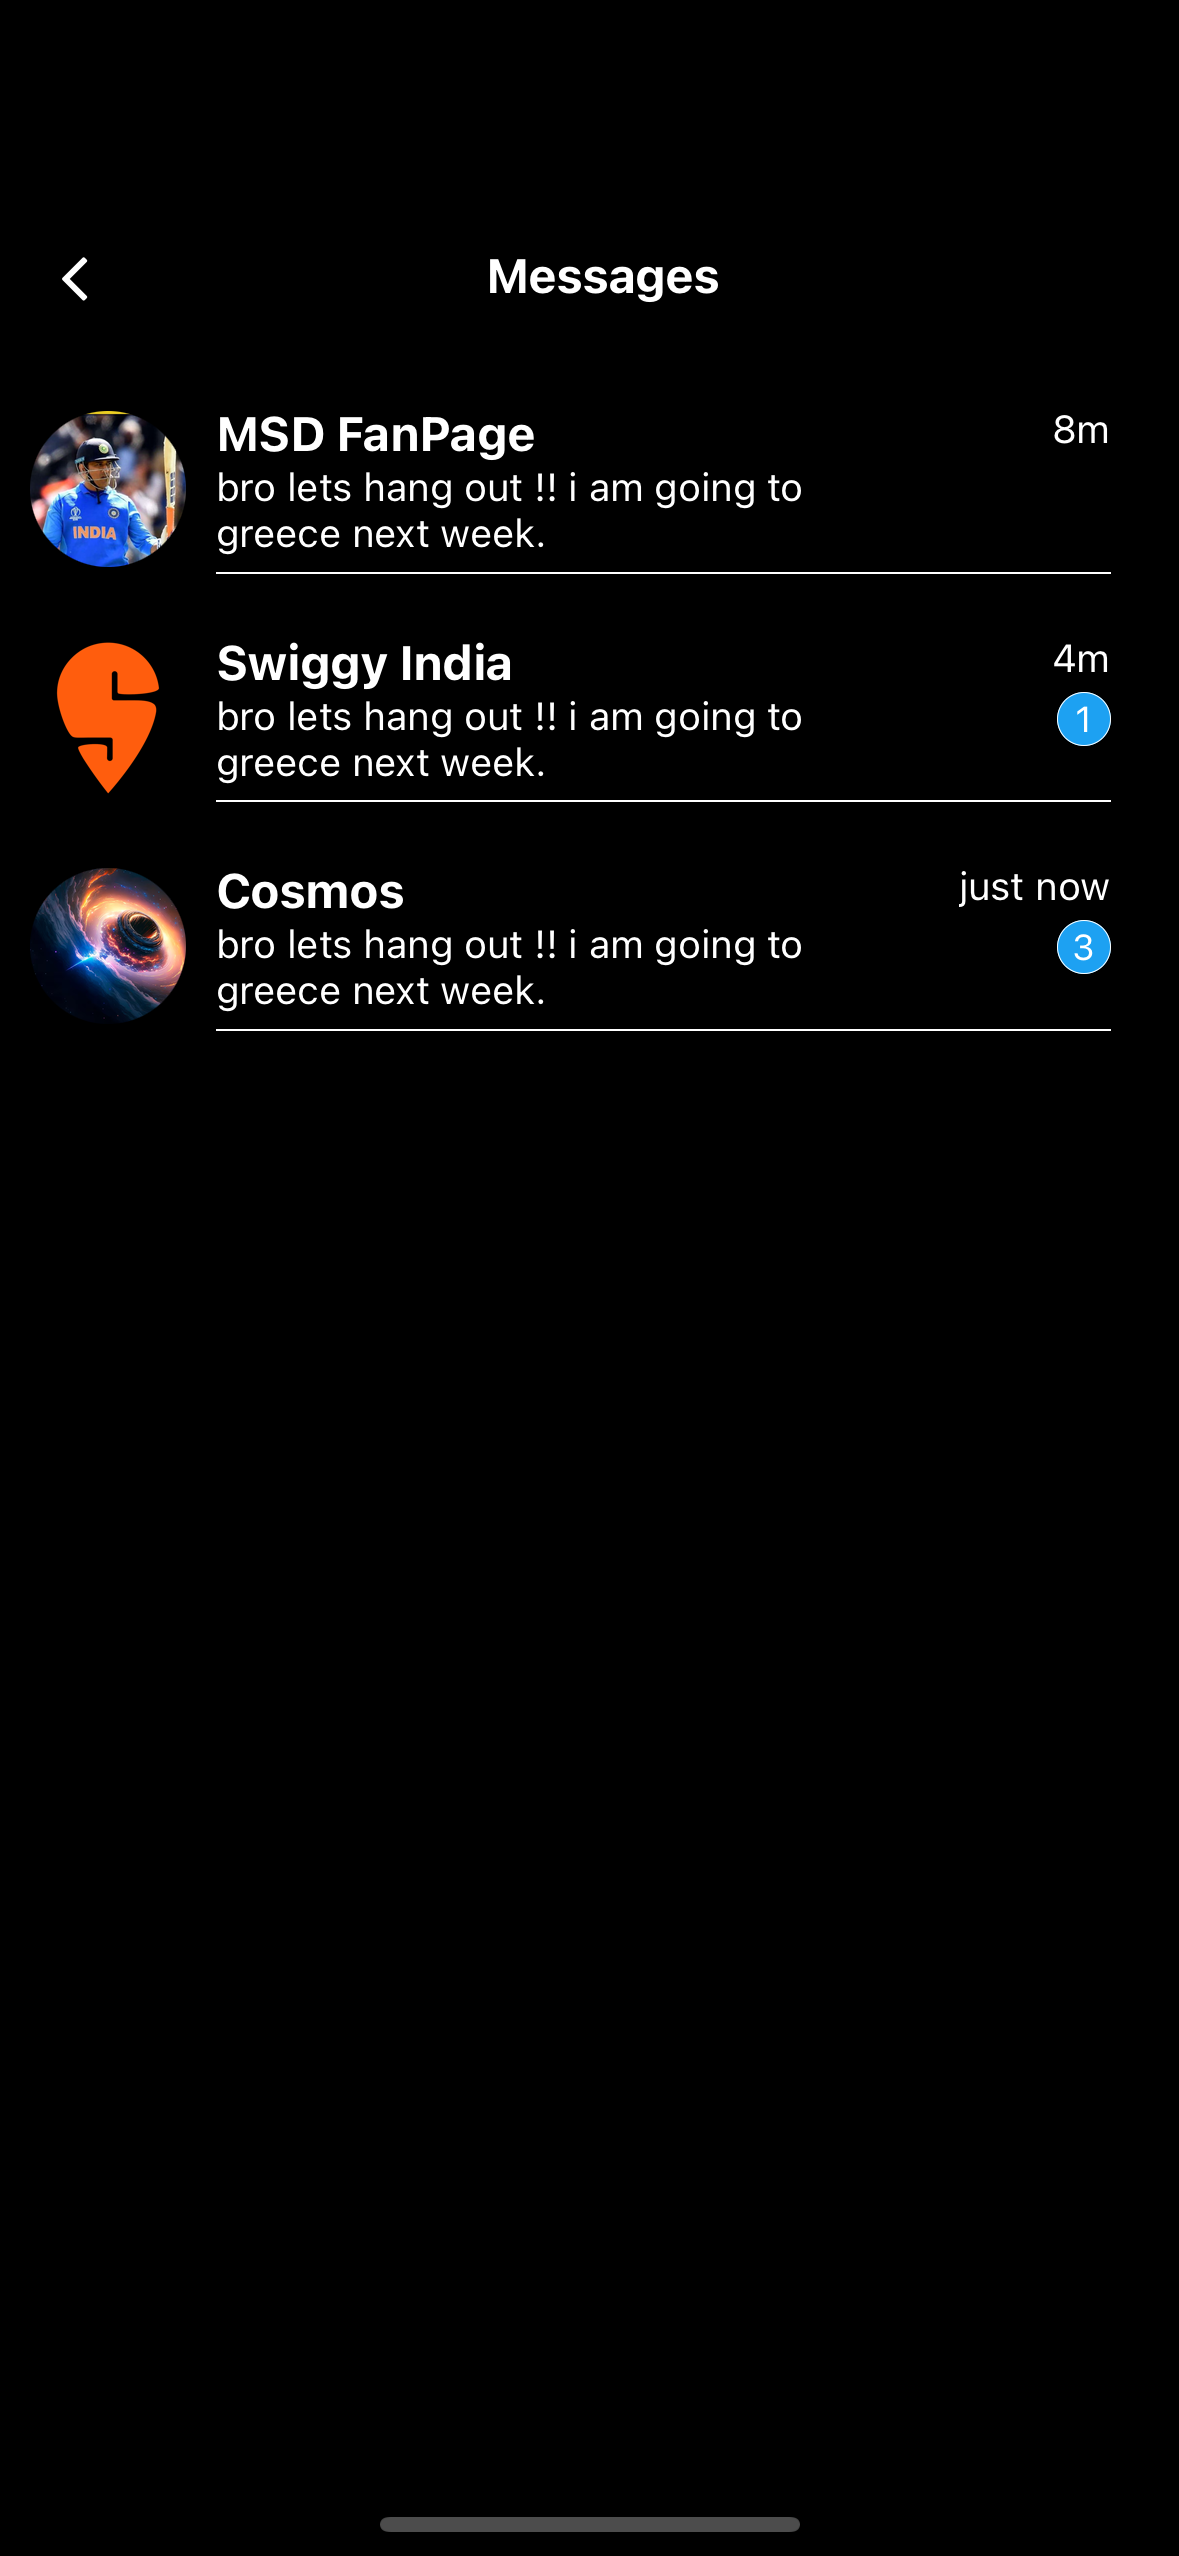 Messages
MSD FanPage
8m
bro lets hang out !! i am going to
greece next week.
INDIA
Swiggy India
4m
bro lets hang out !! i am going to
1
greece next week.
Cosmos
just now
bro lets hang out !! i am going to
3
greece next week.